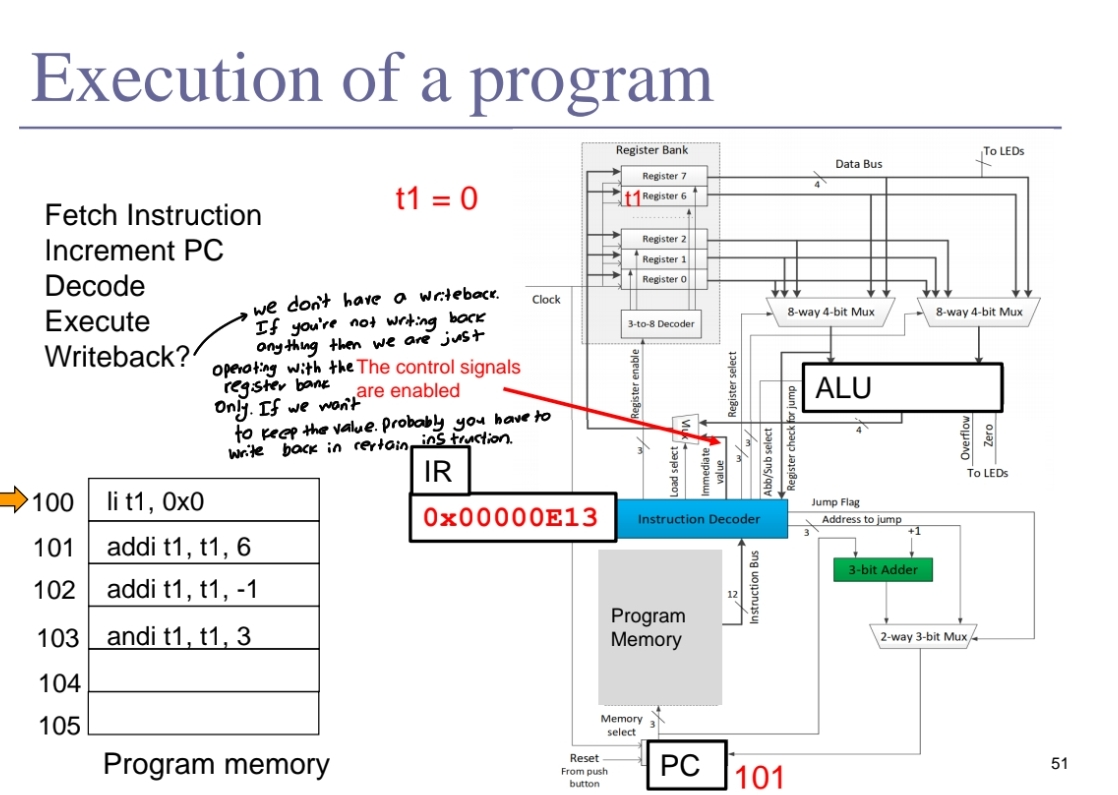 Execution of a program
Fetch Instruction
Increment PC
Decode
Execute
Writeback?
t1 = 0
we don't have a writeback.
If you're not writing back
anything then we are just
operating with the
register bank
Only. If we want
to keep the value. probably you have to
write back in certain instruction.
The control signals
are enabled
IR
0x00000E13
100 li t1, 0x0
101 addi t1, t1, 6
102 addi t1, t1, -1
103 andi t1, t1, 3
104
105
Program memory
Register Bank
Register 7
t1 Register 6
Register 2
Register 1
Register 0
3-to-8 Decoder
Clock
Data Bus
4
To LEDs
8-way 4-bit Mux
8-way 4-bit Mux
ALU
4
Overflow
Zero
To LEDs
Register enable
3
Mux
Load select
Immediate
value
Register select
3
3
Abb/Sub select
Register check for jump
Instruction Decoder
Jump Flag
3
Address to jump
+1
3-bit Adder
2-way 3-bit Mux
12
Instruction Bus
Program
Memory
Memory
select
3
Reset
From push
button
PC
101
51